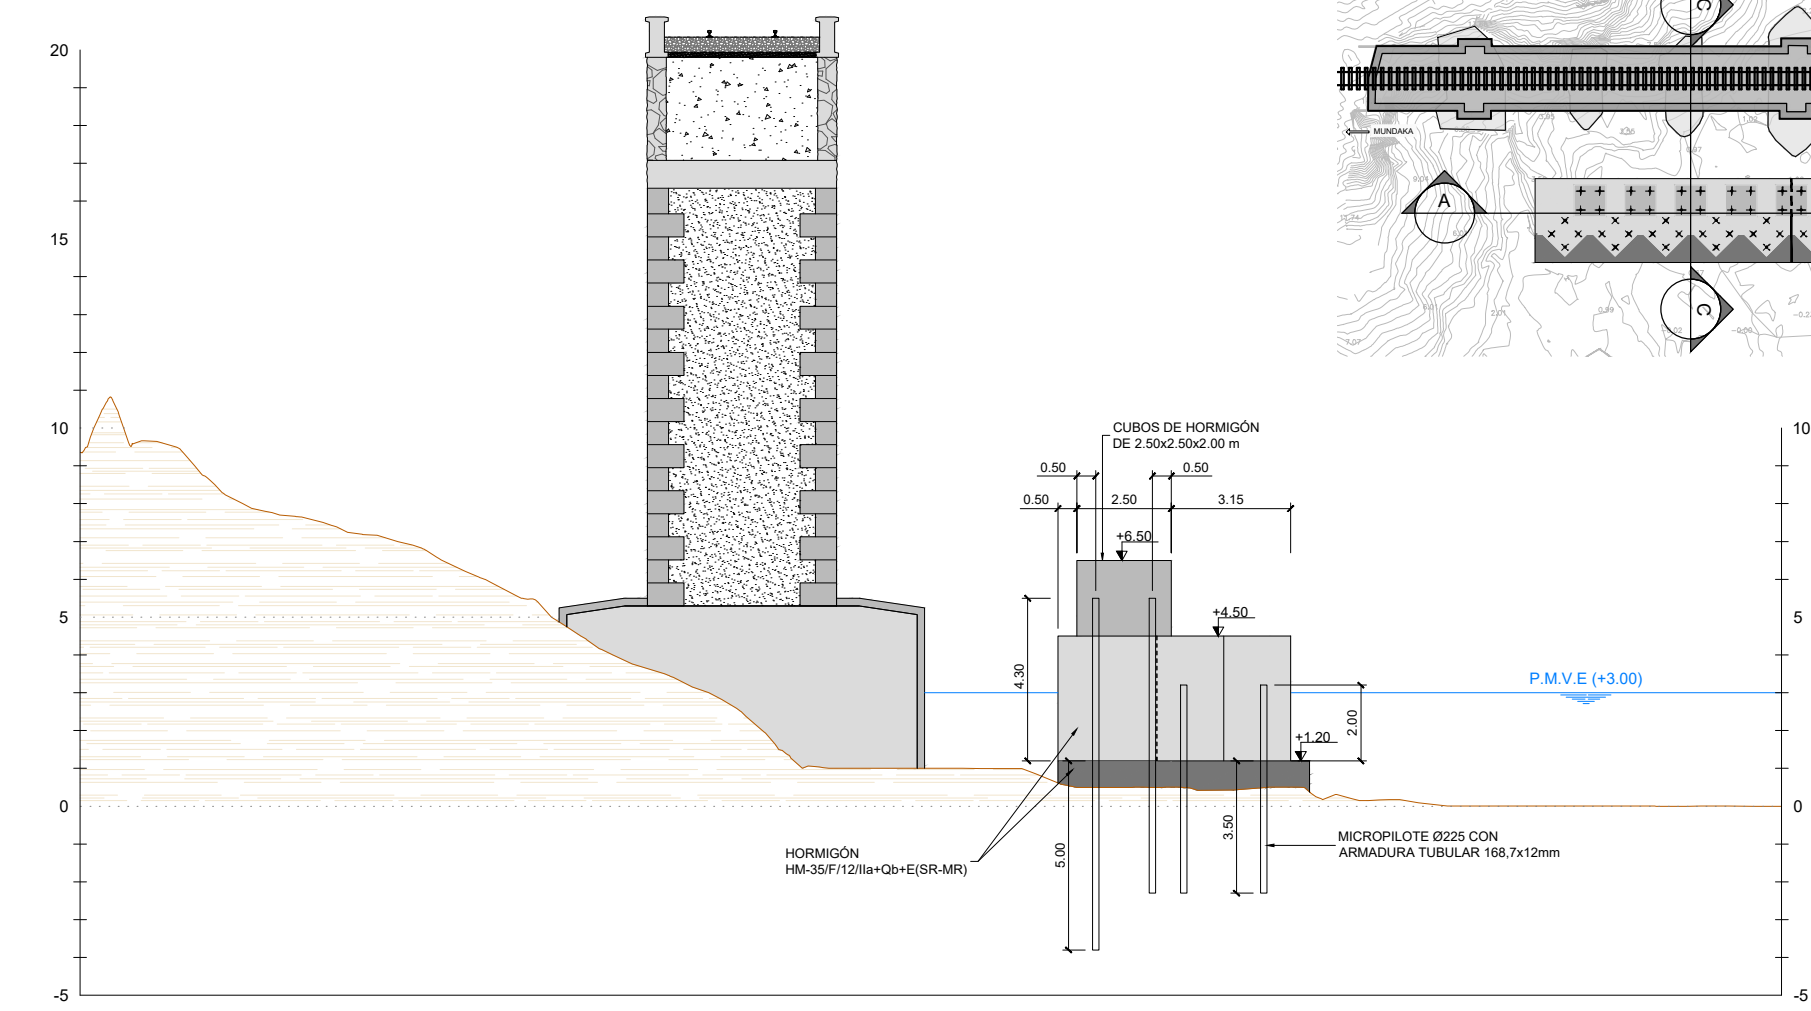 20
15
10
5
0
-5
10
5
0
-5
C
MUNDAKA
A
C
CUBOS DE HORMIGÓN
DE 2.50x2.50x2.00 m
0.50
0.50
0.50
2.50
3.15
+6.50
+4.50
4.30
P.M.V.E (+3.00)
2.00
+1.20
3.50
5.00
HORMIGÓN
HM-35/F/12/IIa+Qb+E(SR-MR)
MICROPILOTE Ø225 CON
ARMADURA TUBULAR 168,7x12mm